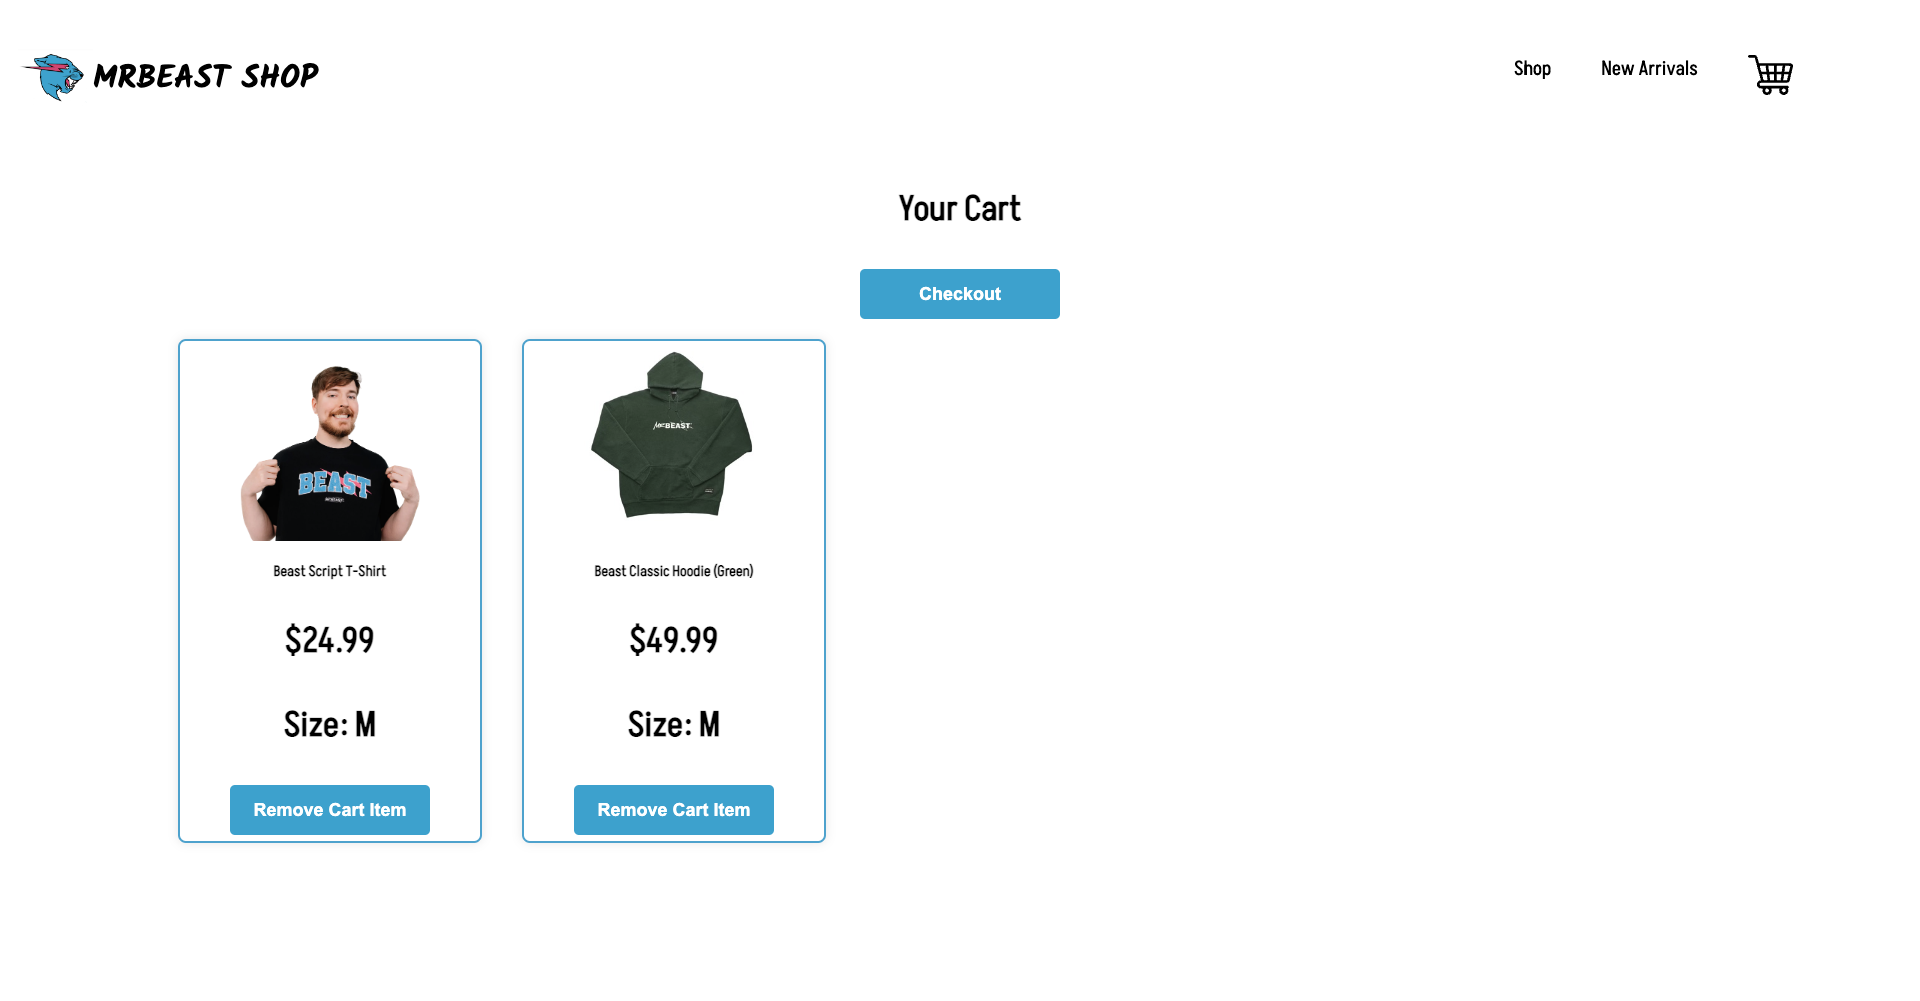 MRBEAST SHOP
Shop
New Arrivals
Your Cart
Checkout
BEAST
MRBEAST
Beast Script T-Shirt
$24.99
Size: M
Remove Cart Item
MRBEAST
Beast Classic Hoodie (Green)
$49.99
Size: M
Remove Cart Item